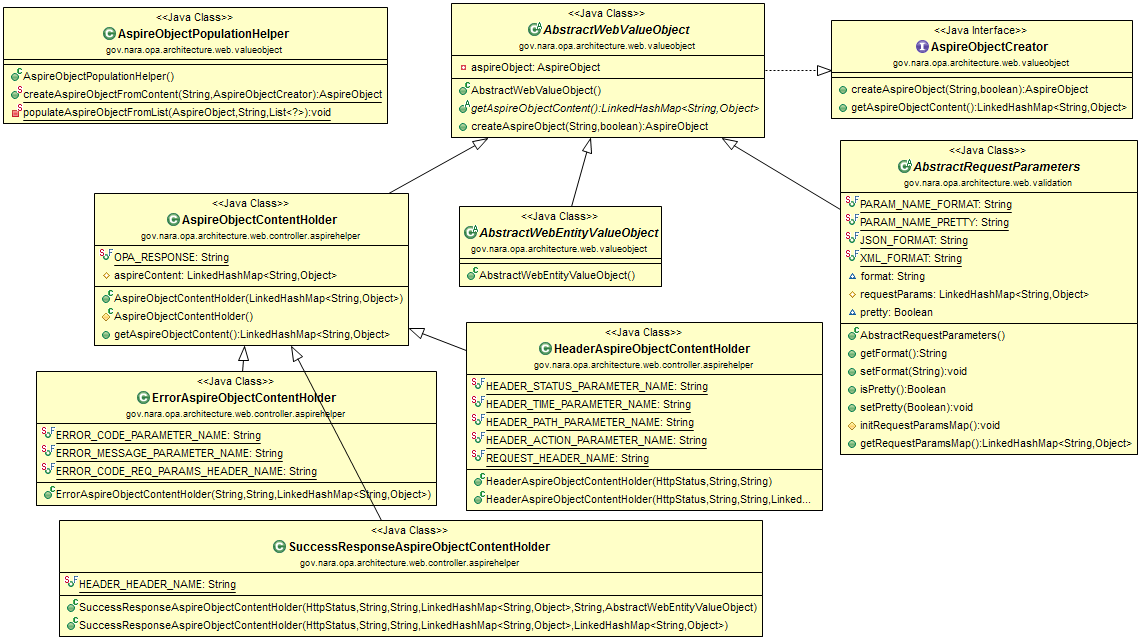 <<Java Class>>
AspireObjectPopulationHelper
gov.nara.opa.architecture.web.valueobject
AspireObjectPopulationHelper()
createAspireObjectFromContent(String,AspireObjectCreator):AspireObject
populateAspireObjectFromList(AspireObject,String,List<?>):void
<<Java Class>>
AbstractWebValueObject
gov.nara.opa.architecture.web.valueobject
aspireObject: AspireObject
AbstractWebValueObject()
getAspireObjectContent():LinkedHashMap<String,Object>
createAspireObject(String,boolean):AspireObject
<<Java Interface>>
AspireObjectCreator
gov.nara.opa.architecture.web.valueobject
createAspireObject(String,boolean):AspireObject
getAspireObjectContent():LinkedHashMap<String,Object>
<<Java Class>>
AbstractRequestParameters
gov.nara.opa.architecture.web.validation
PARAM_NAME_FORMAT: String
PARAM_NAME_PRETTY: String
JSON_FORMAT: String
XML_FORMAT: String
format: String
requestParams: LinkedHashMap<String,Object>
pretty: Boolean
AbstractRequestParameters()
getFormat():String
setFormat(String):void
isPretty():Boolean
setPretty(Boolean):void
initRequestParamsMap():void
getRequestParamsMap():LinkedHashMap<String,Object>
<<Java Class>>
AspireObjectContentHolder
gov.nara.opa.architecture.web.controller.aspirehelper
OPA_RESPONSE: String
aspireContent: LinkedHashMap<String,Object>
AspireObjectContentHolder(LinkedHashMap<String,Object>)
AspireObjectContentHolder()
getAspireObjectContent():LinkedHashMap<String,Object>
<<Java Class>>
AbstractWebEntityValueObject
gov.nara.opa.architecture.web.valueobject
AbstractWebEntityValueObject()
<<Java Class>>
HeaderAspireObjectContentHolder
gov.nara.opa.architecture.web.controller.aspirehelper
HEADER_STATUS_PARAMETER_NAME: String
HEADER_TIME_PARAMETER_NAME: String
HEADER_PATH_PARAMETER_NAME: String
HEADER_ACTION_PARAMETER_NAME: String
REQUEST_HEADER_NAME: String
HeaderAspireObjectContentHolder(HttpStatus,String,String)
HeaderAspireObjectContentHolder(HttpStatus,String,String,Linked...
<<Java Class>>
ErrorAspireObjectContentHolder
gov.nara.opa.architecture.web.controller.aspirehelper
ERROR_CODE_PARAMETER_NAME: String
ERROR_MESSAGE_PARAMETER_NAME: String
ERROR_CODE_REQ_PARAMS_HEADER_NAME: String
ErrorAspireObjectContentHolder(String,String,LinkedHashMap<String,Object>)
<<Java Class>>
SuccessResponseAspireObjectContentHolder
gov.nara.opa.architecture.web.controller.aspirehelper
HEADER_HEADER_NAME: String
SuccessResponseAspireObjectContentHolder(HttpStatus,String,String,LinkedHashMap<String,Object>,String,AbstractWebEntityValueObject)
SuccessResponseAspireObjectContentHolder(HttpStatus,String,String,LinkedHashMap<String,Object>,LinkedHashMap<String,Object>)